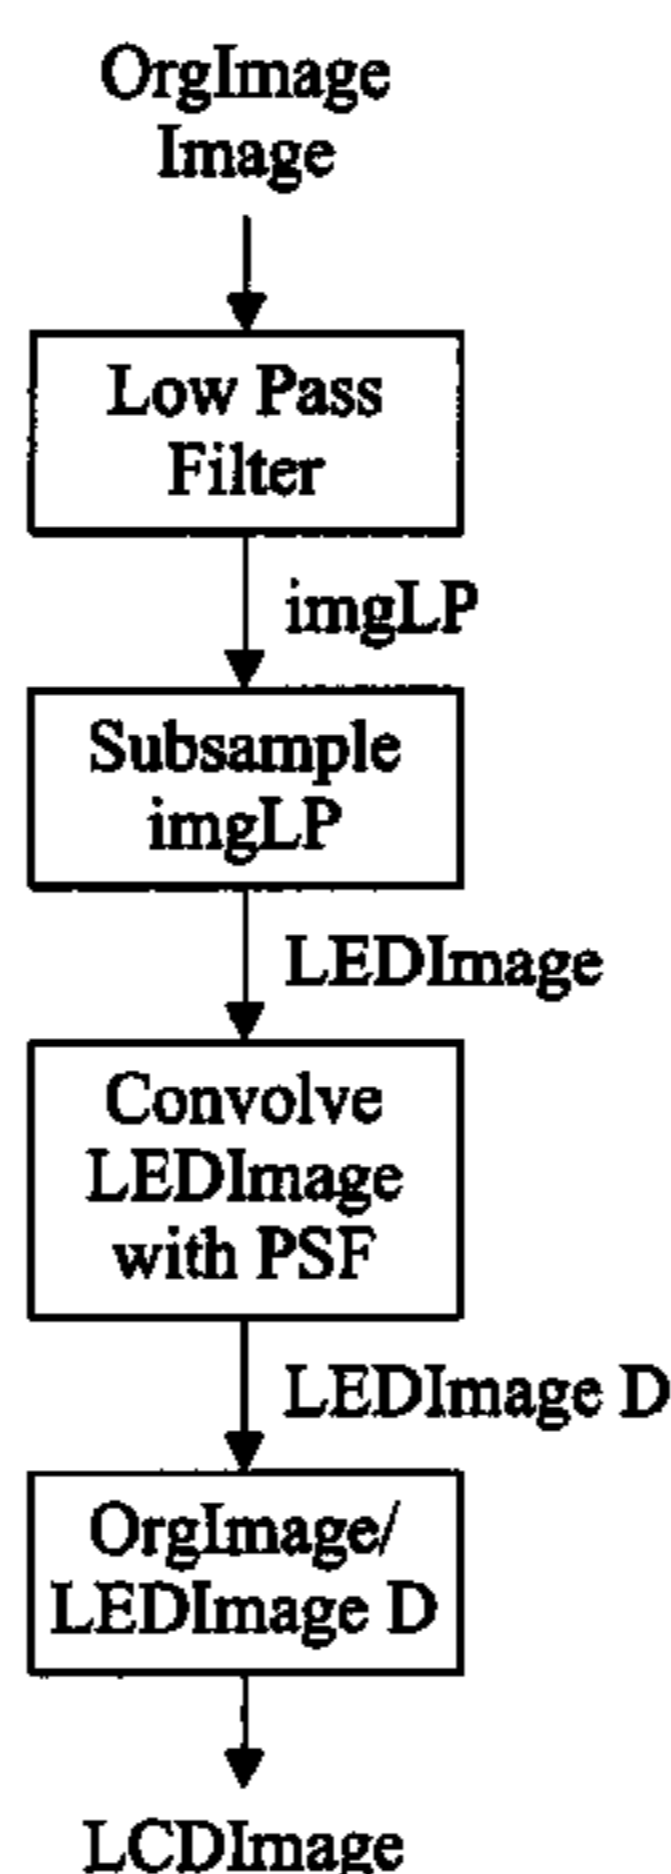 OrgImage
Image
Low Pass
Filter
imgLP
Subsample
imgLP
LEDImage
Convolve
LEDImage
with PSF
LEDImage D
OrgImage/
LEDImage D
LCDImage